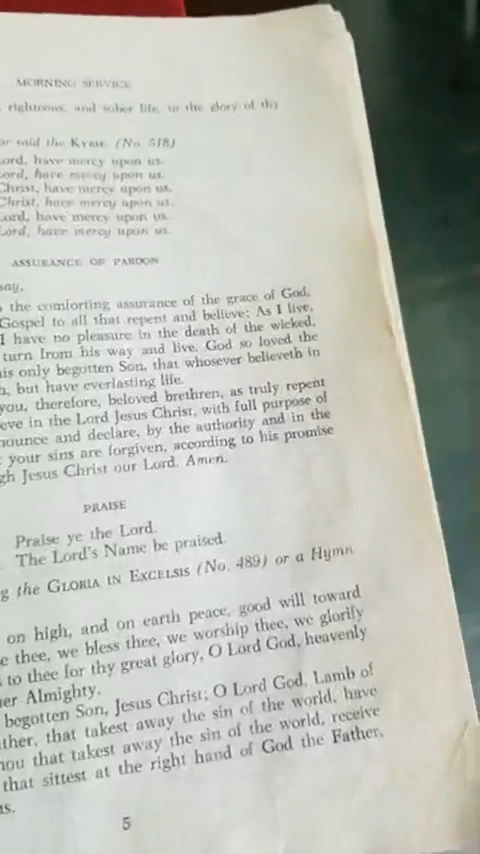 MORNING SERVICE
righteous, and sober life, to the glory of thy
or said the KYRIE (No. 518)
ord, have mercy upon us.
ord, have mercy upon us.
Christ, have mercy upon us.
Christ, have mercy upon us.
Lord, have mercy upon us.
Lord, have mercy upon us.
ASSURANCE OF PARDON
say,
the comforting assurance of the grace of God,
Gospel to all that repent and believe: As I live,
I have no pleasure in the death of the wicked,
turn from his way and live. God so loved the
his only begotten Son, that whosoever believeth in
h, but have everlasting life.
you, therefore, beloved brethren, as truly repent
eve in the Lord Jesus Christ, with full purpose of
nounce and declare, by the authority and in the
your sins are forgiven, according to his promise
gh Jesus Christ our Lord. Amen.
PRAISE
Praise ye the Lord.
The Lord's Name be praised.
g the GLORIA IN EXCELSIS (No. 489) or a Hymn
on high, and on earth peace, good will toward
e thee, we bless thee, we worship thee, we glorify
to thee for thy great glory, O Lord God, heavenly
her Almighty.
begotten Son, Jesus Christ; O Lord God, Lamb of
ther, that takest away the sin of the world, have
hou that takest away the sin of the world, receive
that sittest at the right hand of God the Father,
us.
5